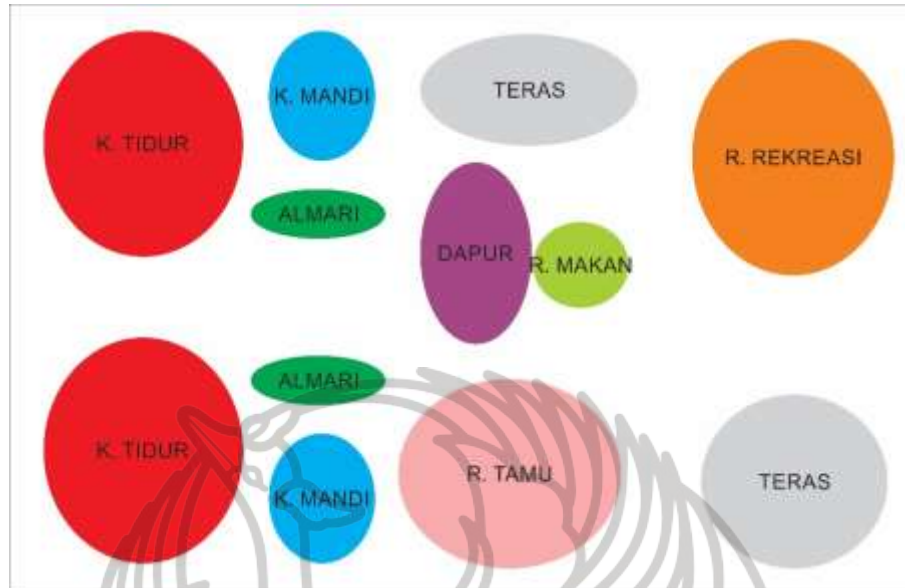 K. TIDUR
K. MANDI
TERAS
R. REKREASI
ALMARI
DAPUR
R. MAKAN
K. TIDUR
ALMARI
K. MANDI
R. TAMU
TERAS